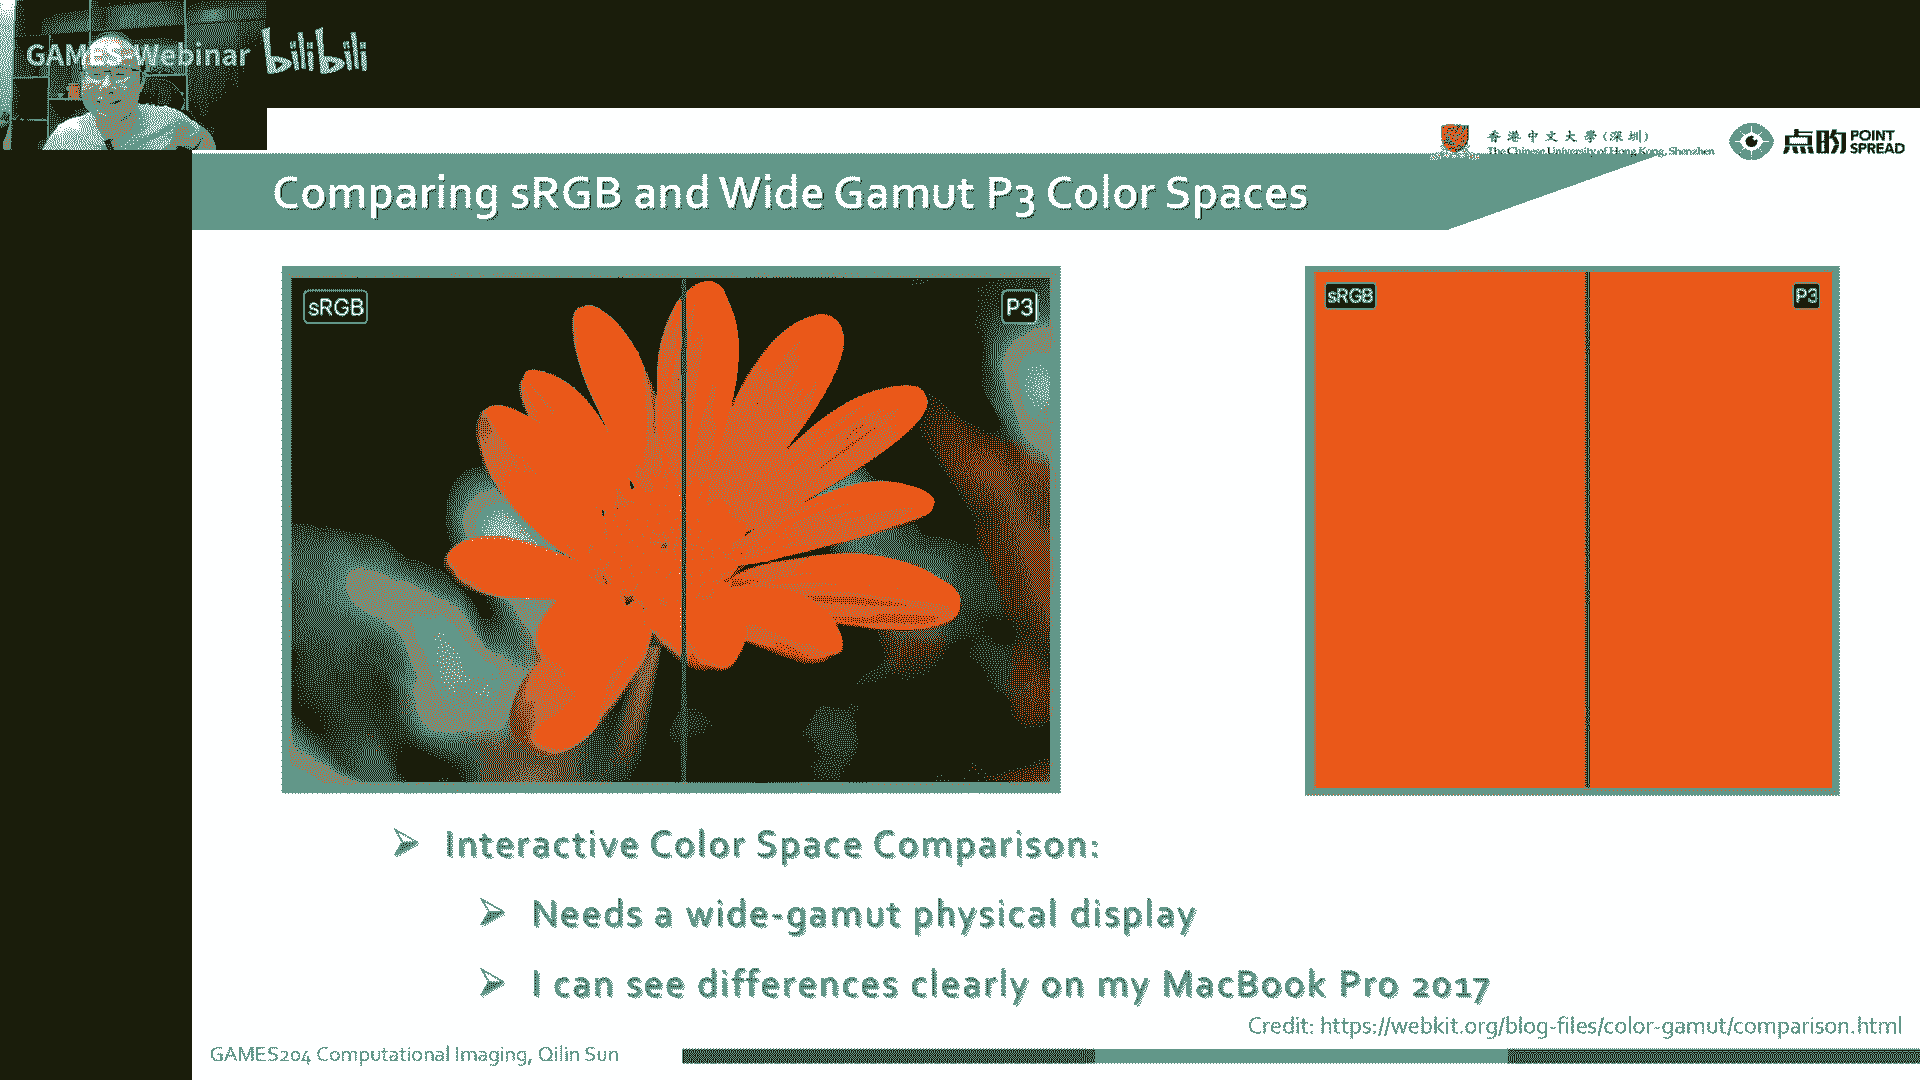 GAMES-Webinar bilibili
香港中文大學(深圳)
The Chinese University of Hong Kong, Shenzhen
点昀 POINT SPREAD
Comparing sRGB and Wide Gamut P3 Color Spaces
sRGB P3
sRGB P3
Interactive Color Space Comparison:
Needs a wide-gamut physical display
I can see differences clearly on my MacBook Pro 2017
Credit: https://webkit.org/blog-files/color-gamut/comparison.html
GAMES204 Computational Imaging, Qilin Sun